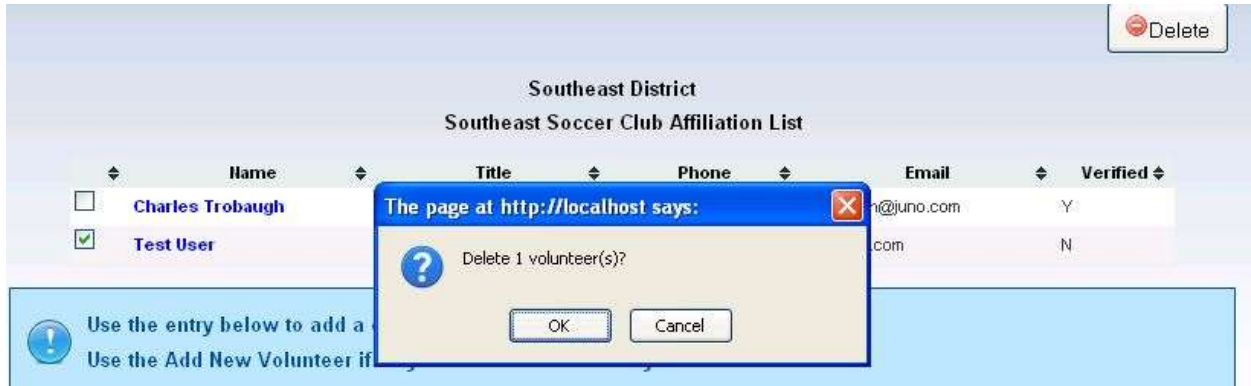 Delete
Southeast District
Southeast Soccer Club Affiliation List
Name Title Phone Email Verified
Charles Trobaugh @juno.com Y
Test User .com N
The page at http://localhost says:
Delete 1 volunteer(s)?
OK Cancel
Use the entry below to add a
Use the Add New Volunteer if